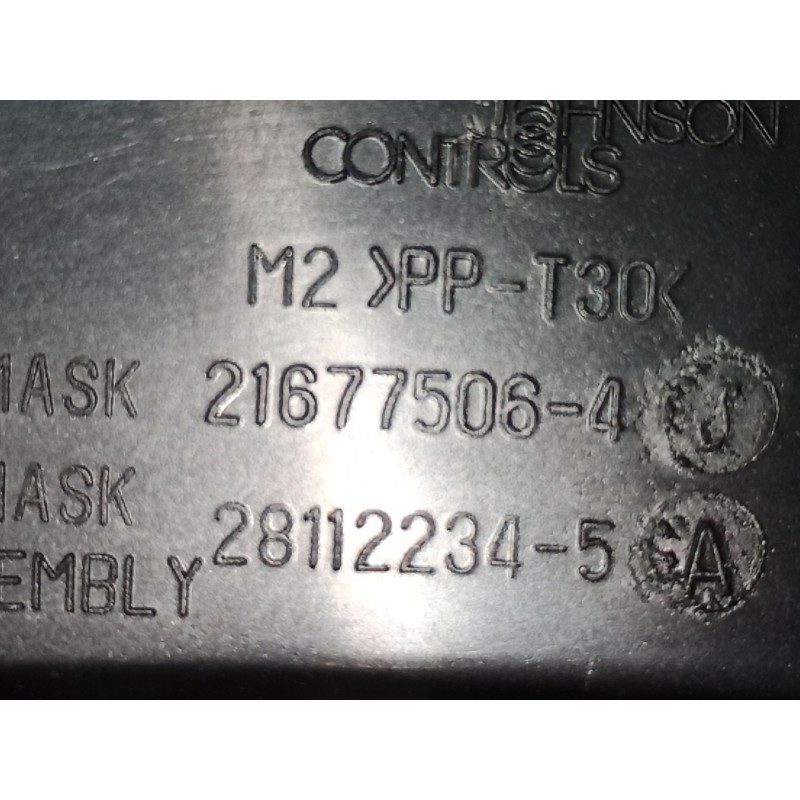 JOHNSON
CONTROLS
M2 >PP-T30<
MASK 21677506-4 J
MASK
EMBLY 28112234-5 A